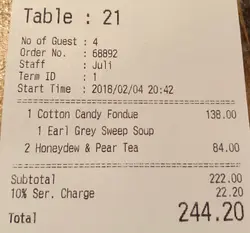 Table : 21
No of Guest : 4
Order No. : 68892
Staff : Juli
Term ID : 1
Start Time : 2018/02/04 20:42
1 Cotton Candy Fondue 138.00
1 Earl Grey Sweep Soup
2 Honeydew & Pear Tea 84.00
Subtotal 222.00
10% Ser. Charge 22.20
Total 244.20